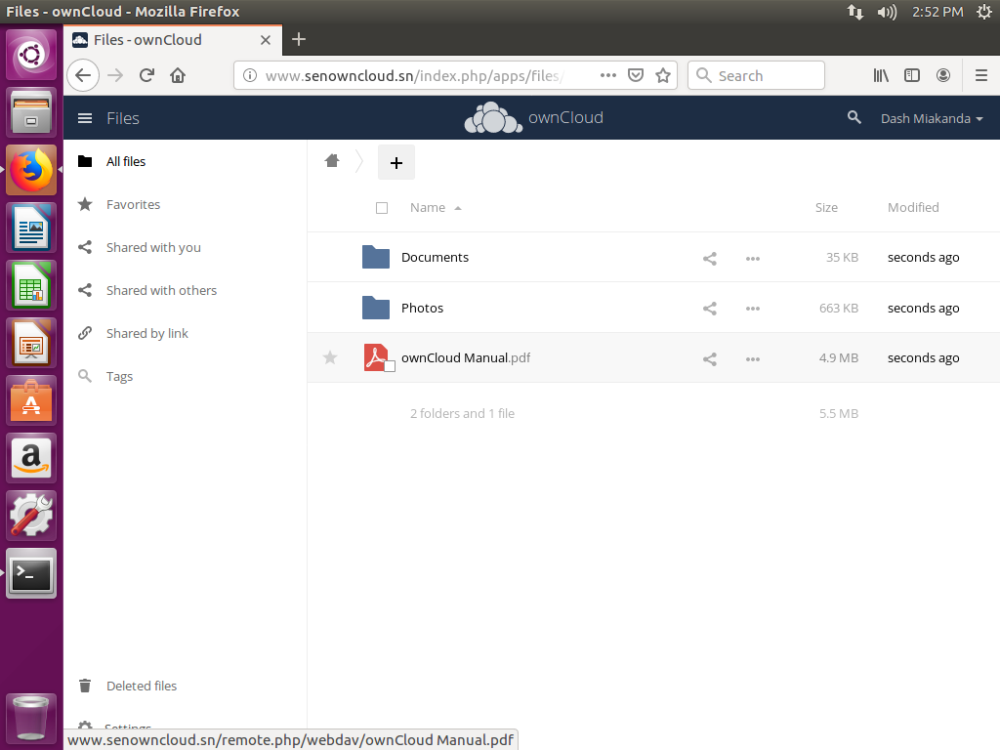 Files - ownCloud - Mozilla Firefox 2:52 PM
Files - ownCloud
www.senowncloud.sn/index.php/apps/files/ Search
Files ownCloud Dash Miakanda
All files
Favorites
Shared with you
Shared with others
Shared by link
Tags
Deleted files
Settings
Name Size Modified
Documents 35 KB seconds ago
Photos 663 KB seconds ago
ownCloud Manual.pdf 4.9 MB seconds ago
2 folders and 1 file 5.5 MB
www.senowncloud.sn/remote.php/webdav/ownCloud Manual.pdf